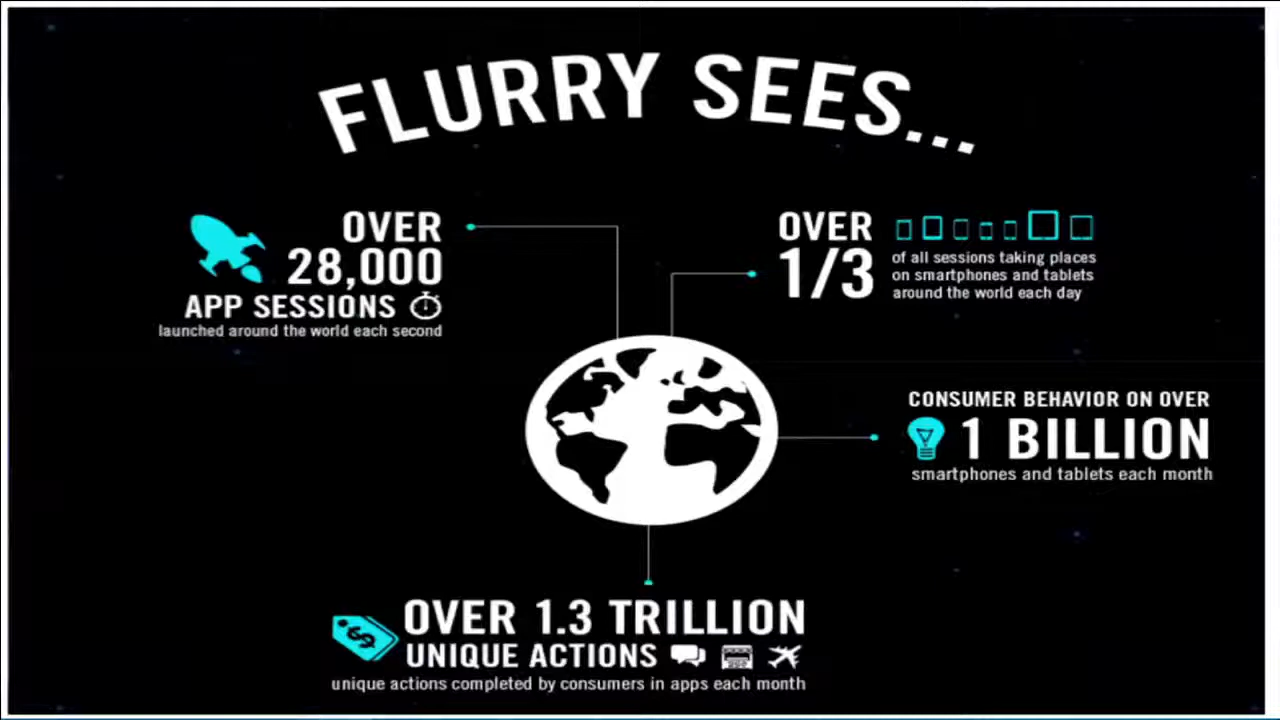 FLURRY SEES...
OVER
28,000
APP SESSIONS
launched around the world each second
OVER
1/3
of all sessions taking places
on smartphones and tablets
around the world each day
CONSUMER BEHAVIOR ON OVER
1 BILLION
smartphones and tablets each month
OVER 1.3 TRILLION
UNIQUE ACTIONS
unique actions completed by consumers in apps each month